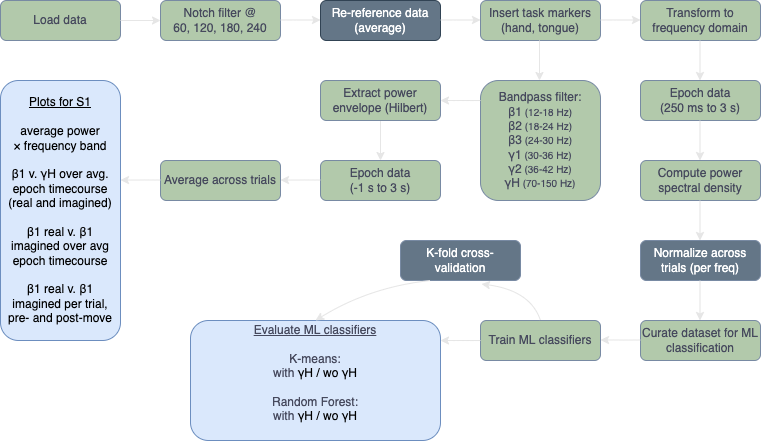 Load data
Notch filter @
60, 120, 180, 240
Re-reference data
(average)
Insert task markers
(hand, tongue)
Transform to
frequency domain
Plots for S1
average power
× frequency band
β1 v. γH over avg.
epoch timecourse
(real and imagined)
β1 real v. β1
imagined over avg
epoch timecourse
β1 real v. β1
imagined per trial,
pre- and post-move
Extract power
envelope (Hilbert)
Bandpass filter:
β1 (12-18 Hz)
β2 (18-24 Hz)
β3 (24-30 Hz)
γ1 (30-36 Hz)
γ2 (36-42 Hz)
γH (70-150 Hz)
Epoch data
(250 ms to 3 s)
Average across trials
Epoch data
(-1 s to 3 s)
Compute power
spectral density
K-fold cross-
validation
Normalize across
trials (per freq)
Evaluate ML classifiers
K-means:
with γH / wo γH
Random Forest:
with γH / wo γH
Train ML classifiers
Curate dataset for ML
classification